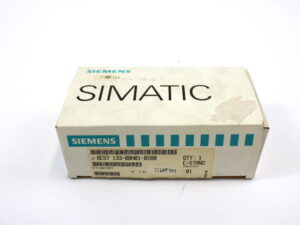 SIEMENS
SIMATIC
SIEMENS
6ES7 133-0BH01-0XB0 QTY: 1
E-STAND
01